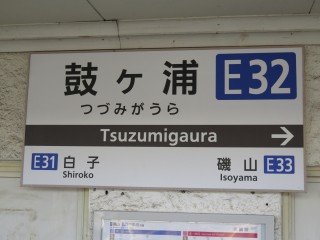 鼓ヶ浦 E32
つづみがうら
Tsuzumigaura →
E31 白子 磯山 E33
Shiroko Isoyama